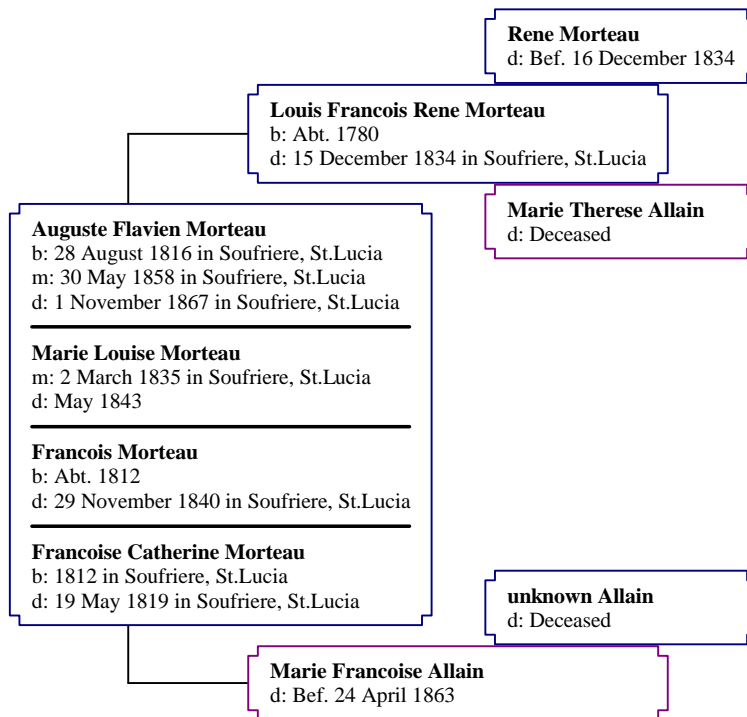 Rene Morteau
d: Bef. 16 December 1834
Louis Francois Rene Morteau
b: Abt. 1780
d: 15 December 1834 in Soufriere, St.Lucia
Marie Therese Allain
d: Deceased
Auguste Flavien Morteau
b: 28 August 1816 in Soufriere, St.Lucia
m: 30 May 1858 in Soufriere, St.Lucia
d: 1 November 1867 in Soufriere, St.Lucia
Marie Louise Morteau
m: 2 March 1835 in Soufriere, St.Lucia
d: May 1843
Francois Morteau
b: Abt. 1812
d: 29 November 1840 in Soufriere, St.Lucia
Francoise Catherine Morteau
b: 1812 in Soufriere, St.Lucia
d: 19 May 1819 in Soufriere, St.Lucia
unknown Allain
d: Deceased
Marie Francoise Allain
d: Bef. 24 April 1863